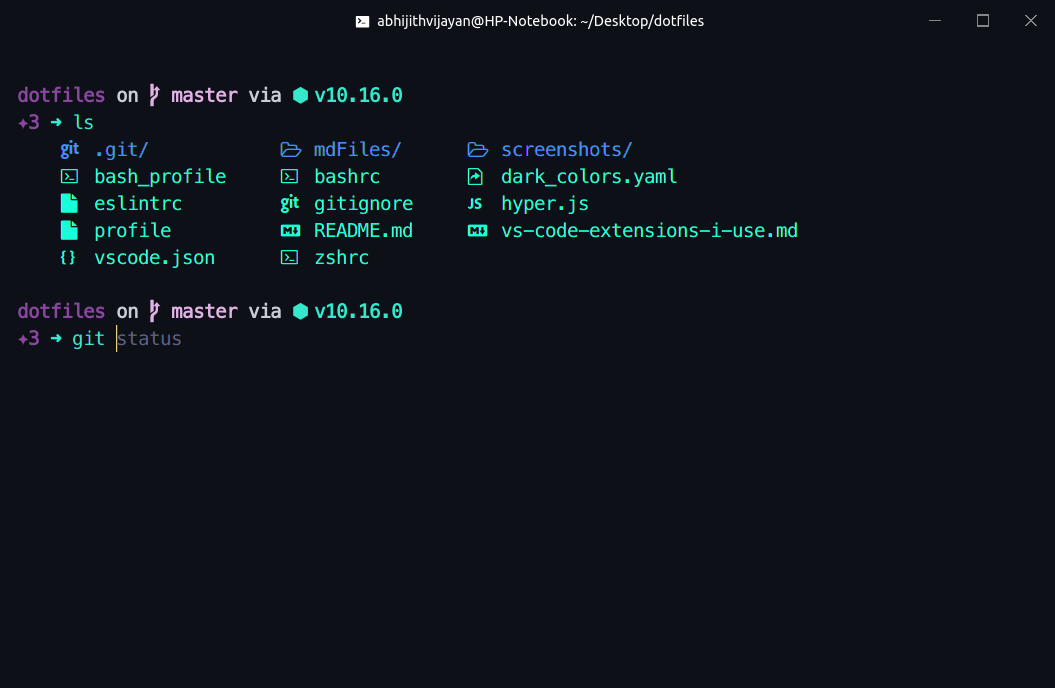 abhijithvijayan@HP-Notebook: ~/Desktop/dotfiles
dotfiles on master via v10.16.0
✦3 ➜ ls
git .git/ mdFiles/ screenshots/
bash_profile bashrc dark_colors.yaml
eslintrc git gitignore JS hyper.js
profile README.md vs-code-extensions-i-use.md
{} vscode.json zshrc
dotfiles on master via v10.16.0
✦3 ➜ git status